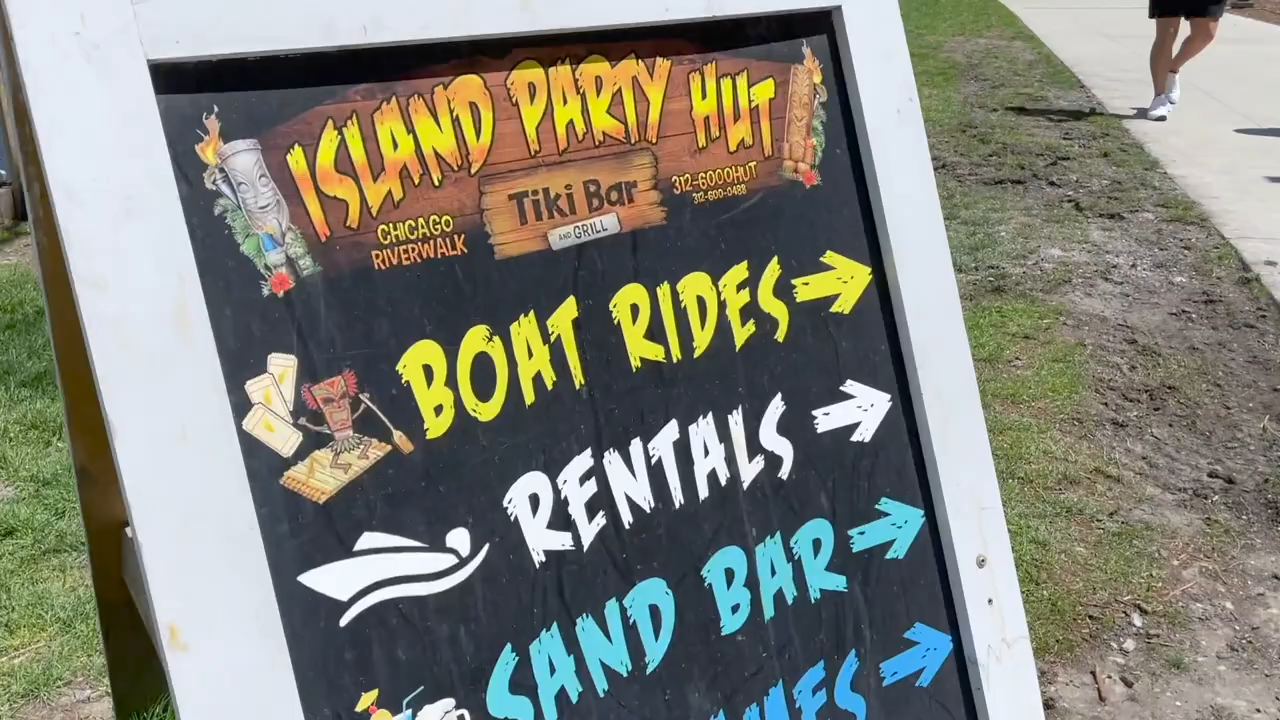 ISLAND PARTY HUT
Tiki Bar
AND GRILL
CHICAGO
RIVERWALK
312-6000HUT
312-600-0488
BOAT RIDES
RENTALS
SAND BAR